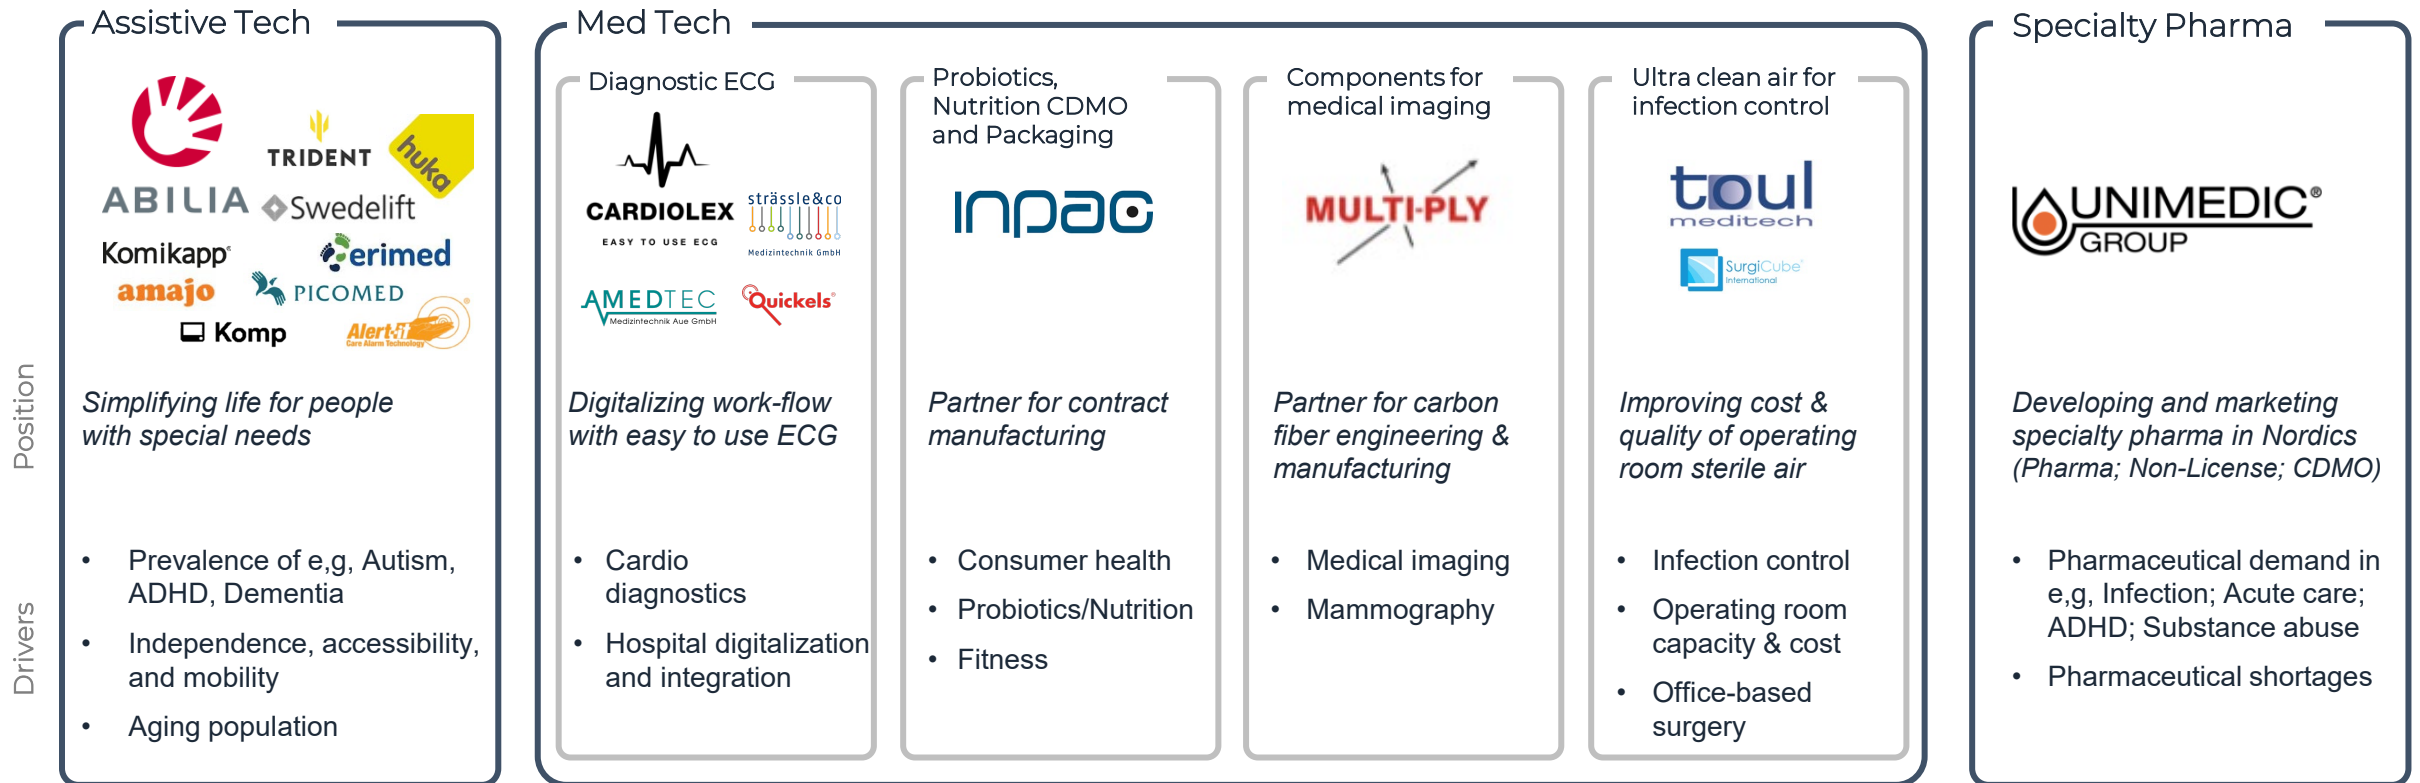 Assistive Tech
ABILIA
TRIDENT
huka
Swedelift
Komikapp®
erimed
amajo
PICOMED
Komp
Alert-iT®
Care Alarm Technology
Position
Simplifying life for people
with special needs
Drivers
• Prevalence of e,g, Autism,
ADHD, Dementia
• Independence, accessibility,
and mobility
• Aging population
Med Tech
Diagnostic ECG
CARDIOLEX
EASY TO USE ECG
strässle&co
Medizintechnik GmbH
AMEDTEC
Medizintechnik Aue GmbH
Quickels®
Digitalizing work-flow
with easy to use ECG
• Cardio
diagnostics
• Hospital digitalization
and integration
Probiotics,
Nutrition CDMO
and Packaging
inpac
Partner for contract
manufacturing
• Consumer health
• Probiotics/Nutrition
• Fitness
Components for
medical imaging
MULTI-PLY
Partner for carbon
fiber engineering &
manufacturing
• Medical imaging
• Mammography
Ultra clean air for
infection control
toul
meditech
SurgiCube®
International
Improving cost &
quality of operating
room sterile air
• Infection control
• Operating room
capacity & cost
• Office-based
surgery
Specialty Pharma
UNIMEDIC®
GROUP
Developing and marketing
specialty pharma in Nordics
(Pharma; Non-License; CDMO)
• Pharmaceutical demand in
e,g, Infection; Acute care;
ADHD; Substance abuse
• Pharmaceutical shortages